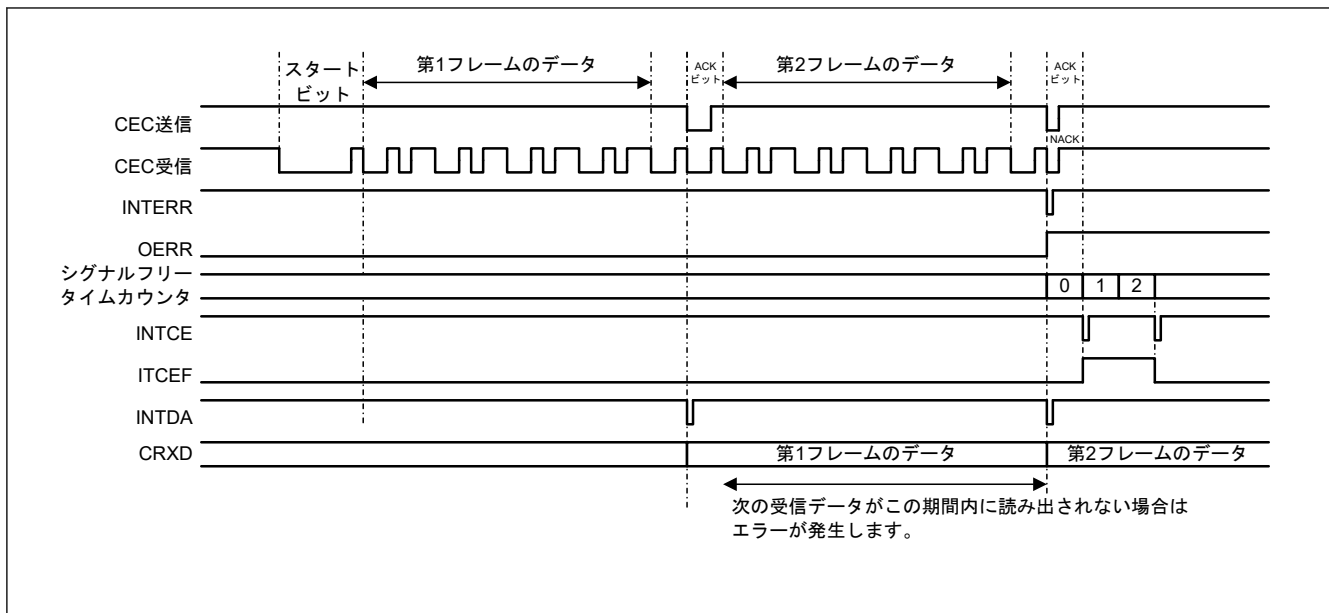 スタート
ビット
第1フレームのデータ
ACK
ビット
第2フレームのデータ
ACK
ビット
CEC送信
NACK
CEC受信
INTERR
OERR
シグナルフリー
タイムカウンタ
0 1 2
INTCE
ITCEF
INTDA
CRXD
第1フレームのデータ
第2フレームのデータ
次の受信データがこの期間内に読み出されない場合は
エラーが発生します。